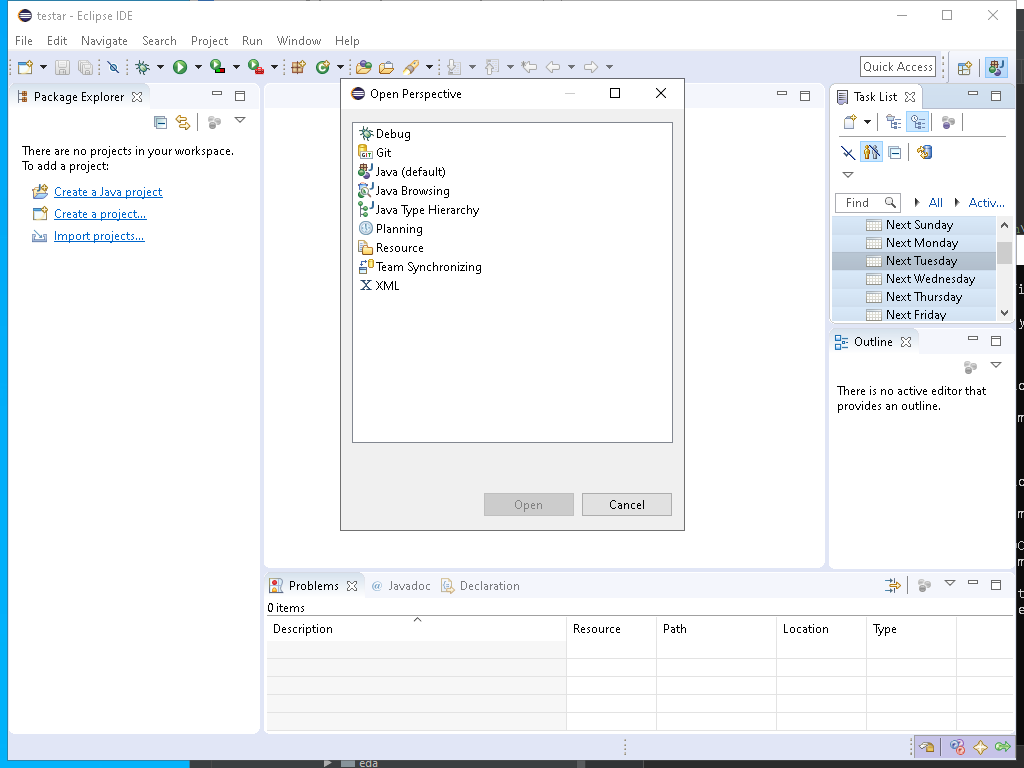 testar - Eclipse IDE
File Edit Navigate Search Project Run Window Help
Quick Access
Package Explorer
There are no projects in your workspace.
To add a project:
Create a Java project
Create a project...
Import projects...
Open Perspective
Debug
Git
Java (default)
Java Browsing
Java Type Hierarchy
Planning
Resource
Team Synchronizing
XML
Open Cancel
Task List
Find All Activ...
Next Sunday
Next Monday
Next Tuesday
Next Wednesday
Next Thursday
Next Friday
Outline
There is no active editor that
provides an outline.
Problems @ Javadoc Declaration
0 items
Description Resource Path Location Type
eda